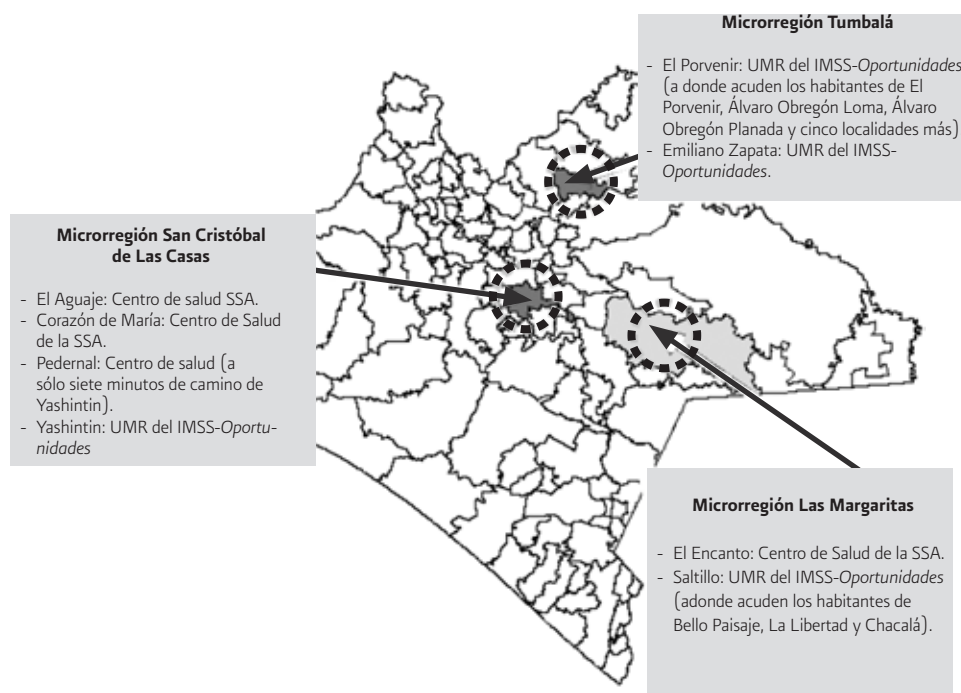 Microrregión Tumbalá
- El Porvenir: UMR del IMSS-Oportunidades
(a donde acuden los habitantes de El
Porvenir, Álvaro Obregón Loma, Álvaro
Obregón Planada y cinco localidades más)
- Emiliano Zapata: UMR del IMSS-
Oportunidades.
Microrregión San Cristóbal
de Las Casas
- El Aguaje: Centro de salud SSA.
- Corazón de María: Centro de Salud
de la SSA.
- Pedernal: Centro de salud (a
sólo siete minutos de camino de
Yashintin).
- Yashintin: UMR del IMSS-Oportu-
nidades
Microrregión Las Margaritas
- El Encanto: Centro de Salud de la SSA.
- Saltillo: UMR del IMSS-Oportunidades
(adonde acuden los habitantes de
Bello Paisaje, La Libertad y Chacalá).